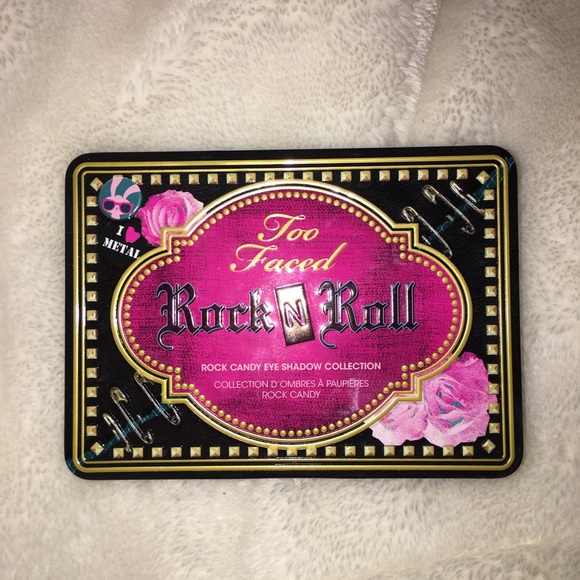 I ♥
METAL
Too
Faced
Rock N Roll
ROCK CANDY EYE SHADOW COLLECTION
COLLECTION D'OMBRES À PAUPIÈRES
ROCK CANDY